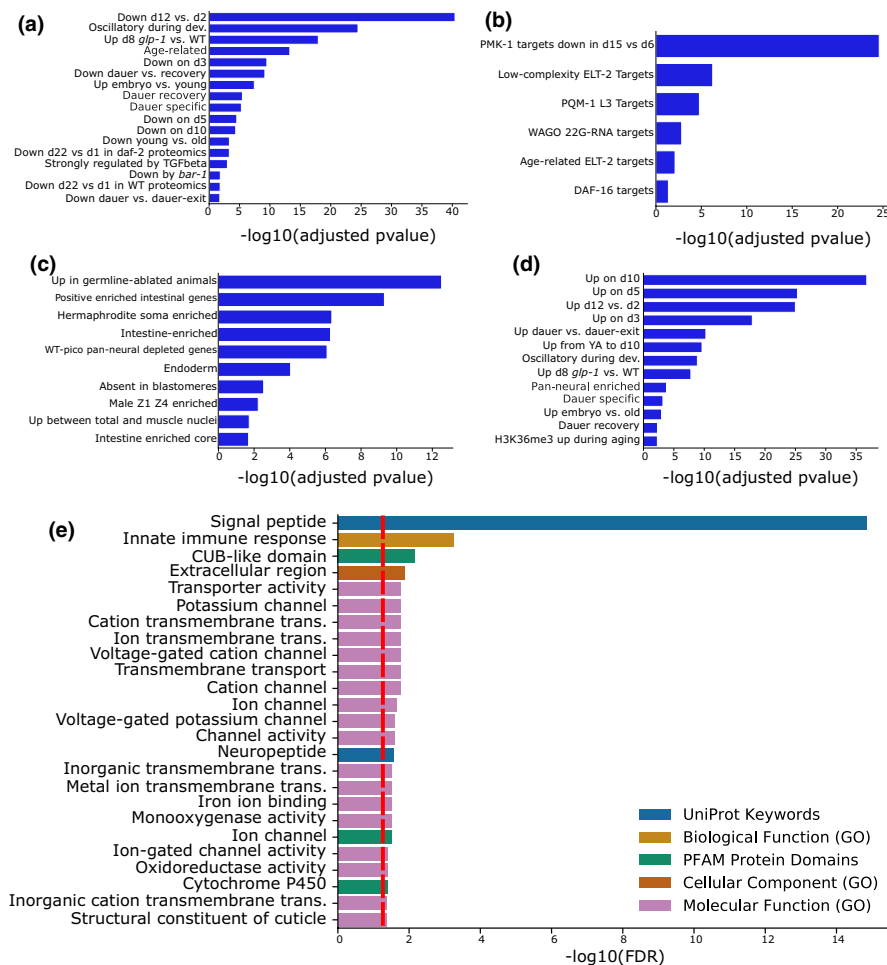 (a)
Down d12 vs. d2
Oscillatory during dev.
Up d8 glp-1 vs. WT
Age-related
Down on d3
Down dauer vs. recovery
Up embryo vs. young
Dauer recovery
Dauer specific
Down on d5
Down on d10
Down young vs. old
Down d22 vs d1 in daf-2 proteomics
Strongly regulated by TGFbeta
Down by bar-1
Down d22 vs d1 in WT proteomics
Down dauer vs. dauer-exit
0 5 10 15 20 25 30 35 40
-log10(adjusted pvalue)
(b)
PMK-1 targets down in d15 vs d6
Low-complexity ELT-2 Targets
PQM-1 L3 Targets
WAGO 22G-RNA targets
Age-related ELT-2 targets
DAF-16 targets
0 5 10 15 20 25
-log10(adjusted pvalue)
(c)
Up in germline-ablated animals
Positive enriched intestinal genes
Hermaphrodite soma enriched
Intestine-enriched
WT-pico pan-neural depleted genes
Endoderm
Absent in blastomeres
Male Z1 Z4 enriched
Up between total and muscle nuclei
Intestine enriched core
0 2 4 6 8 10 12
-log10(adjusted pvalue)
(d)
Up on d10
Up on d5
Up d12 vs. d2
Up on d3
Up dauer vs. dauer-exit
Up from YA to d10
Oscillatory during dev.
Up d8 glp-1 vs. WT
Pan-neural enriched
Dauer specific
Up embryo vs. old
Dauer recovery
H3K36me3 up during aging
0 5 10 15 20 25 30 35
-log10(adjusted pvalue)
(e)
Signal peptide
Innate immune response
CUB-like domain
Extracellular region
Transporter activity
Potassium channel
Cation transmembrane trans.
Ion transmembrane trans.
Voltage-gated cation channel
Transmembrane transport
Cation channel
Ion channel
Voltage-gated potassium channel
Channel activity
Neuropeptide
Inorganic transmembrane trans.
Metal ion transmembrane trans.
Iron ion binding
Monooxygenase activity
Ion channel
Ion-gated channel activity
Oxidoreductase activity
Cytochrome P450
Inorganic cation transmembrane trans.
Structural constituent of cuticle
UniProt Keywords
Biological Function (GO)
PFAM Protein Domains
Cellular Component (GO)
Molecular Function (GO)
0 2 4 6 8 10 12 14
-log10(FDR)